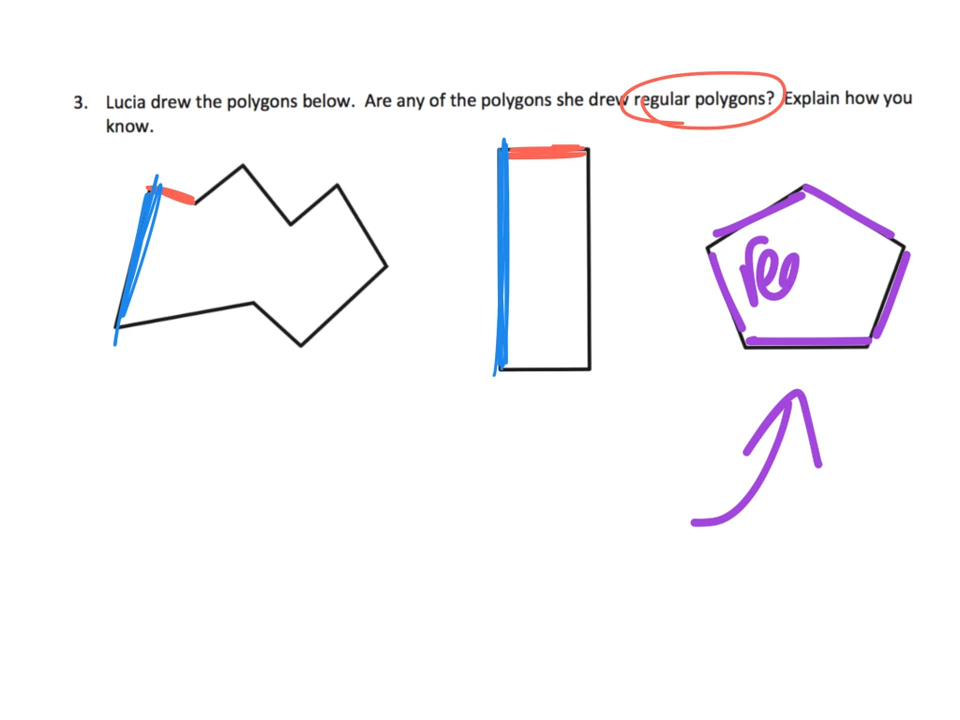 3. Lucia drew the polygons below. Are any of the polygons she drew regular polygons? Explain how you
know.
reg